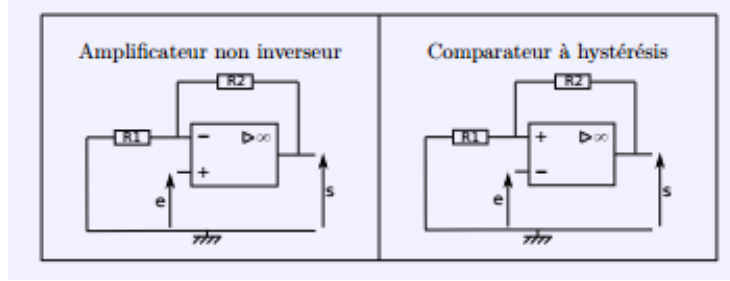 Amplificateur non inverseur
R2
R1
−
▷∞
+
e
s
Comparateur à hystérésis
R2
R1
+
▷∞
−
e
s